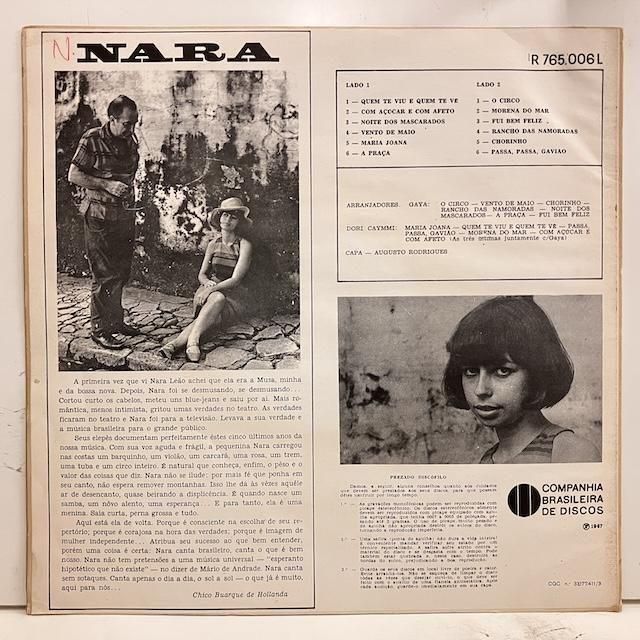 N. NARA
R 765.006L
LADO 1
1 — QUEM TE VIU E QUEM TE VÊ
2 — COM AÇUCAR E COM AFETO
3 — NOITE DOS MASCARADOS
4 — VENTO DE MAIO
5 — MARIA JOANA
6 — A PRAÇA
LADO 2
1 — O CIRCO
2 — MORENA DO MAR
3 — FUI BEM FELIZ
4 — RANCHO DAS NAMORADAS
5 — CHORINHO
6 — PASSA, PASSA, GAVIÃO
ARRANJADORES. GAYA: O CIRCO — VENTO DE MAIO — CHORINHO —
RANCHO DAS NAMORADAS — NOITE DOS
MASCARADOS — A PRAÇA — FUI BEM FELIZ
DORI CAYMMI: MARIA JOANA — QUEM TE VIU E QUEM TE VÊ — PASSA,
PASSA, GAVIÃO — MORENA DO MAR — COM AÇUCAR E
COM AFETO (As três últimas juntamente c/Gaya)
CAPA — AUGUSTO RODRIGUES
A primeira vez que vi Nara Leão achei que ela era a Musa, minha
e da bossa nova. Depois, Nara foi se desmusando, se desmusando...
Cortou curto os cabelos, meteu uns blue-jeans e saiu por aí. Mais ro-
mântica, menos intimista, gritou umas verdades no teatro. As verdades
ficaram no teatro e Nara foi para a televisão. Levava a sua verdade e
a música brasileira para o grande público.
Seus elepês documentam perfeitamente êstes cinco últimos anos da
nossa música. Com sua voz aguda e frágil, a pequenina Nara carregou
nas costas um barquinho, um violão, um carcará, uma rosa, um trem,
uma tuba e um circo inteiro. É natural que conheça, enfim, o pêso e o
valor das coisas que diz. Nara não se ilude: por mais fé que ponha em
seu canto, não espera remover montanhas. Isso lhe dá às vêzes aquêle
ar de desencanto, quase beirando a displicência. É quando nasce um
samba, um nôvo alento, uma esperança... E para tanto, ela é uma
menina. Saia curta, perna grossa e tudo.
Aqui está ela de volta. Porque é consciente na escolha de seu re-
pertório; porque é corajosa na hora das verdades; porque é imagem de
mulher independente... Atribua seu sucesso ao que bem entender,
porém uma coisa é certa: Nara canta brasileiro, canta o que é bem
nosso. Nara não tem pretensões a uma música universal — "esperanto
hipotético que não existe" — no dizer de Mário de Andrade. Nara canta
sem sotaques. Canta apenas o dia a dia, o sol a sol — o que já é muito,
aqui para nós...
Chico Buarque de Hollanda
PREZADO DISCÓFILO
COMPANHIA
BRASILEIRA
DE DISCOS
Ⓟ 1967
CGC n.º 33/77411/3